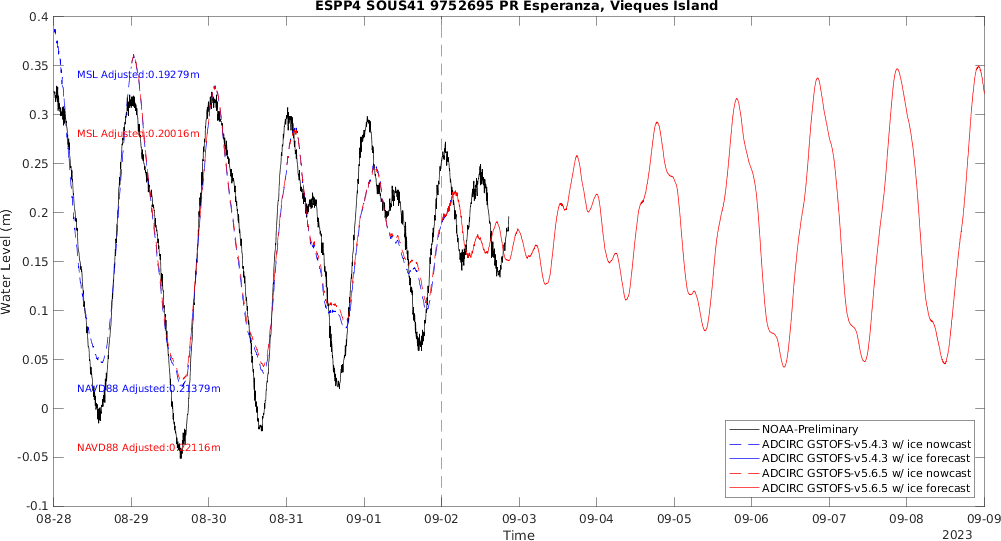 ESPP4 SOUS41 9752695 PR Esperanza, Vieques Island
0.4
0.35
0.3
0.25
0.2
0.15
0.1
0.05
0
-0.05
-0.1
Water Level (m)
MSL Adjusted:0.19279m
MSL Adjusted:0.20016m
NAVD88 Adjusted:0.21379m
NAVD88 Adjusted:0.22116m
NOAA-Preliminary
ADCIRC GSTOFS-v5.4.3 w/ ice nowcast
ADCIRC GSTOFS-v5.4.3 w/ ice forecast
ADCIRC GSTOFS-v5.6.5 w/ ice nowcast
ADCIRC GSTOFS-v5.6.5 w/ ice forecast
08-28 08-29 08-30 08-31 09-01 09-02 09-03 09-04 09-05 09-06 09-07 09-08 09-09
Time
2023